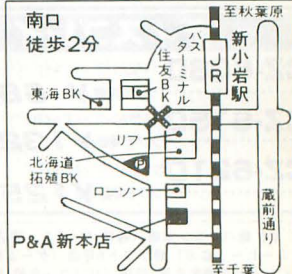 南口
徒歩2分
至秋葉原
バスターミナル
新小岩駅
JR
住友BK
東海BK
リフ
P
北海道
拓殖BK
ローソン
蔵前通り
P&A新本店
至千葉